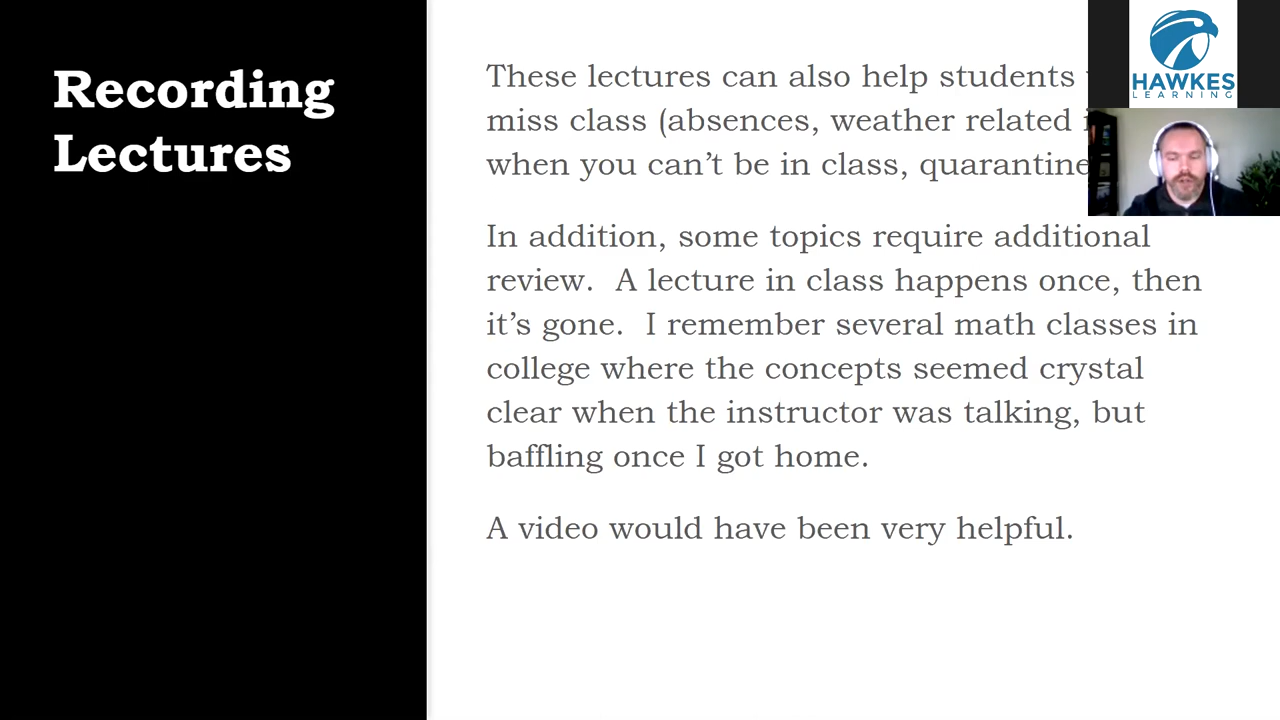 Recording
Lectures
These lectures can also help students
miss class (absences, weather related
when you can't be in class, quarantine
In addition, some topics require additional
review.  A lecture in class happens once, then
it's gone.  I remember several math classes in
college where the concepts seemed crystal
clear when the instructor was talking, but
baffling once I got home.
A video would have been very helpful.
HAWKES
LEARNING